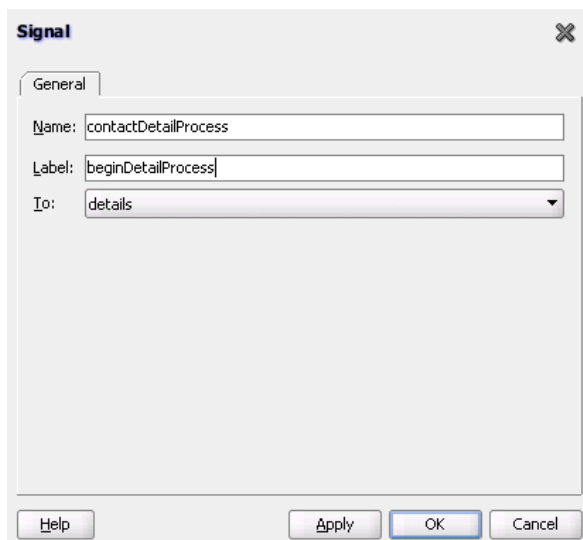 Signal
General
Name: contactDetailProcess
Label: beginDetailProcess
To: details
Help Apply OK Cancel